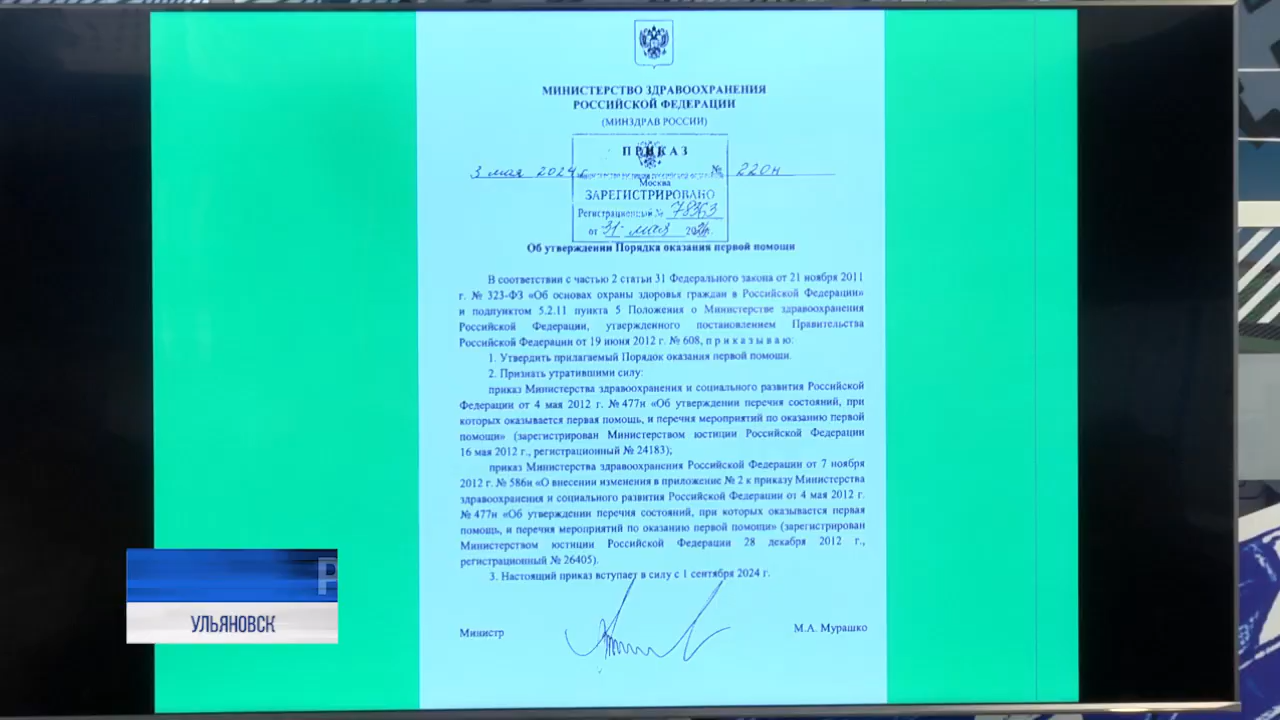 МИНИСТЕРСТВО ЗДРАВООХРАНЕНИЯ
РОССИЙСКОЙ ФЕДЕРАЦИИ
(МИНЗДРАВ РОССИИ)
ПРИКАЗ
3 мая 2024 г. № 220н
Москва
ЗАРЕГИСТРИРОВАНО
Регистрационный № 78363
от 31 мая 2024г.
Об утверждении Порядка оказания первой помощи
В соответствии с частью 2 статьи 31 Федерального закона от 21 ноября 2011
г. № 323-ФЗ «Об основах охраны здоровья граждан в Российской Федерации»
и подпунктом 5.2.11 пункта 5 Положения о Министерстве здравоохранения
Российской Федерации, утвержденного постановлением Правительства
Российской Федерации от 19 июня 2012 г. № 608, п р и к а з ы в а ю:
1. Утвердить прилагаемый Порядок оказания первой помощи.
2. Признать утратившими силу:
приказ Министерства здравоохранения и социального развития Российской
Федерации от 4 мая 2012 г. № 477н «Об утверждении перечня состояний, при
которых оказывается первая помощь, и перечня мероприятий по оказанию первой
помощи» (зарегистрирован Министерством юстиции Российской Федерации
16 мая 2012 г., регистрационный № 24183);
приказ Министерства здравоохранения Российской Федерации от 7 ноября
2012 г. № 586н «О внесении изменения в приложение № 2 к приказу Министерства
здравоохранения и социального развития Российской Федерации от 4 мая 2012 г.
№ 477н «Об утверждении перечня состояний, при которых оказывается первая
помощь, и перечня мероприятий по оказанию первой помощи» (зарегистрирован
Министерством юстиции Российской Федерации 28 декабря 2012 г.,
регистрационный № 26405).
3. Настоящий приказ вступает в силу с 1 сентября 2024 г.
Министр М.А. Мурашко
УЛЬЯНОВСК